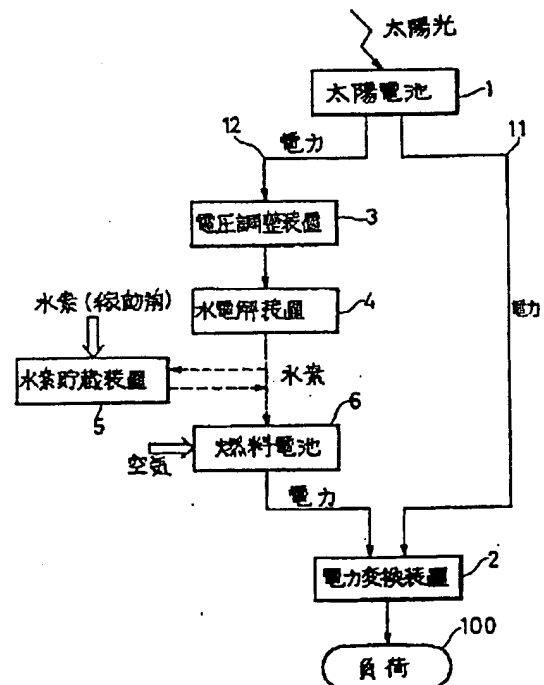 太陽光
太陽電池
1
12
電力
11
電圧調整装置
3
水素(稼動前)
水電解装置
4
電力
水素貯蔵装置
5
水素
6
燃料電池
空気
電力
電力変換装置
2
100
負荷